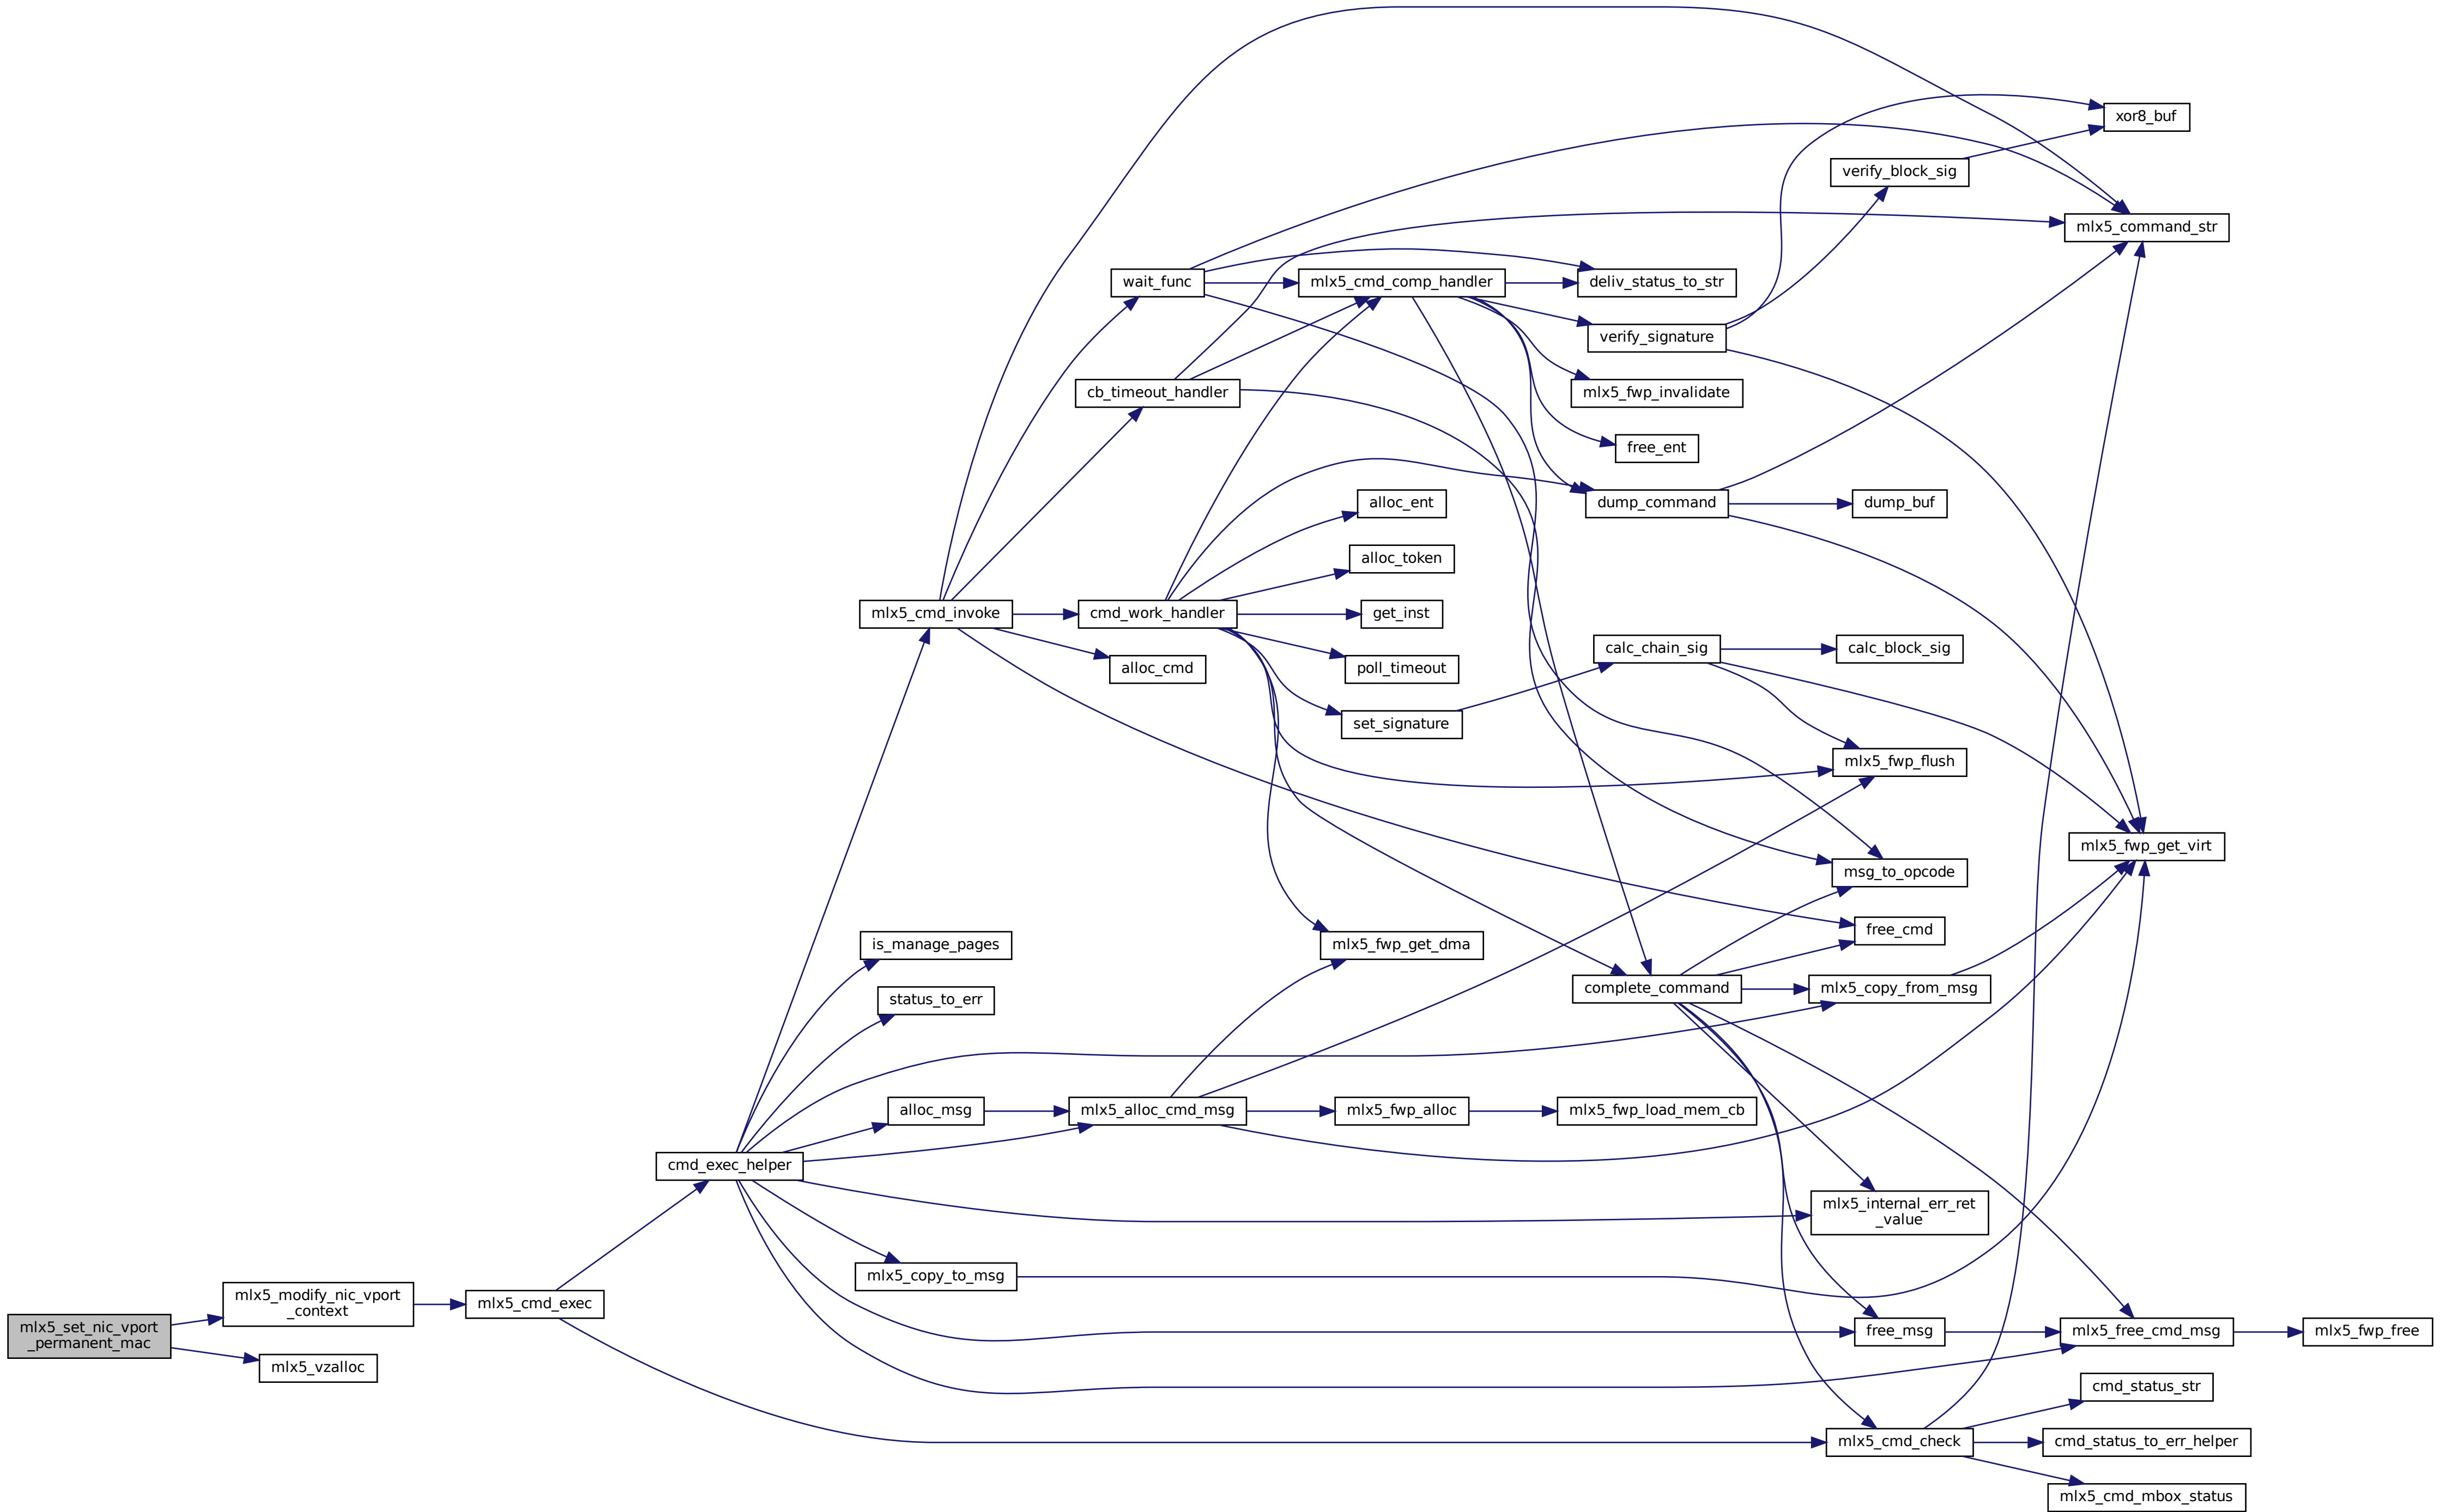 xor8_buf
verify_block_sig
mlx5_command_str
wait_func
mlx5_cmd_comp_handler
deliv_status_to_str
verify_signature
cb_timeout_handler
mlx5_fwp_invalidate
free_ent
alloc_ent
dump_command
dump_buf
alloc_token
mlx5_cmd_invoke
cmd_work_handler
get_inst
alloc_cmd
poll_timeout
calc_chain_sig
calc_block_sig
set_signature
mlx5_fwp_flush
mlx5_fwp_get_virt
msg_to_opcode
is_manage_pages
mlx5_fwp_get_dma
free_cmd
status_to_err
complete_command
mlx5_copy_from_msg
alloc_msg
mlx5_alloc_cmd_msg
mlx5_fwp_alloc
mlx5_fwp_load_mem_cb
cmd_exec_helper
mlx5_internal_err_ret
_value
mlx5_copy_to_msg
mlx5_set_nic_vport
_permanent_mac
mlx5_modify_nic_vport
_context
mlx5_cmd_exec
mlx5_vzalloc
free_msg
mlx5_free_cmd_msg
mlx5_fwp_free
cmd_status_str
mlx5_cmd_check
cmd_status_to_err_helper
mlx5_cmd_mbox_status